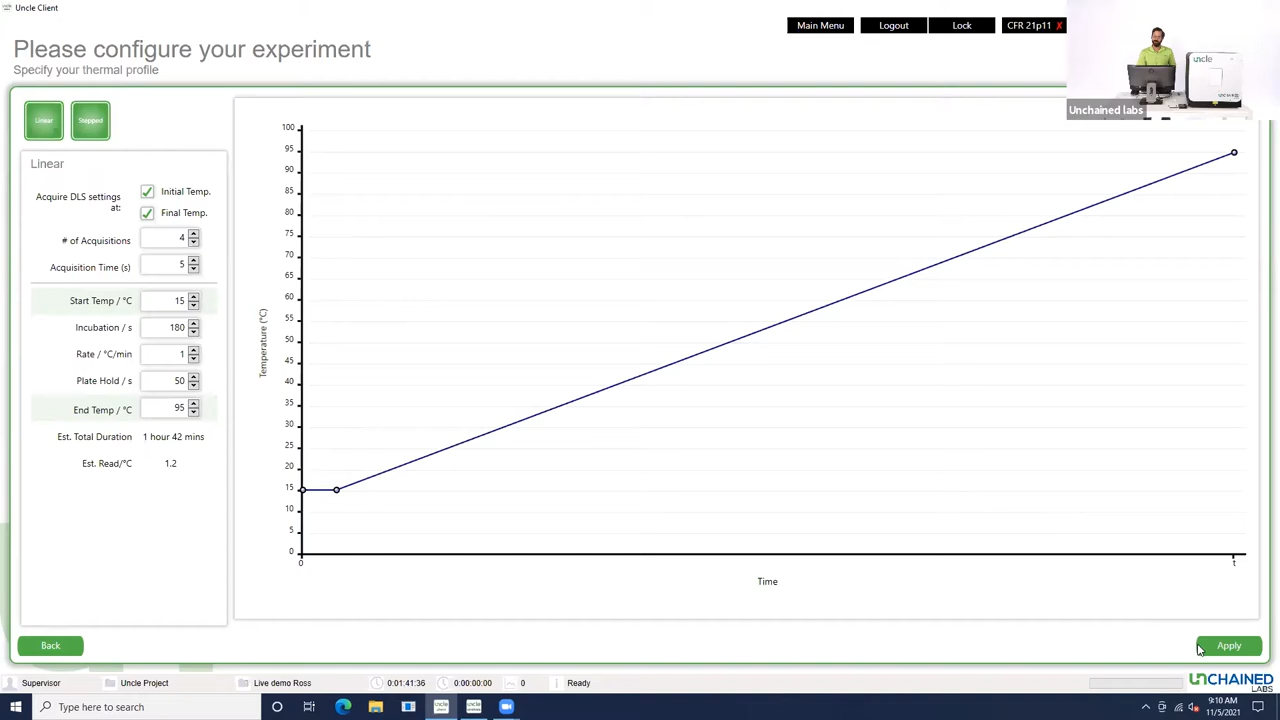 Uncle Client
Main Menu
Logout
Lock
CFR 21p11 ✗
Please configure your experiment
Specify your thermal profile
uncle
Unchained labs
Linear
Stepped
Linear
Acquire DLS settings at:
Initial Temp.
Final Temp.
# of Acquisitions 4
Acquisition Time (s) 5
Start Temp / °C 15
Incubation / s 180
Rate / °C/min 1
Plate Hold / s 50
End Temp / °C 95
Est. Total Duration 1 hour 42 mins
Est. Read/°C 1.2
Temperature (°C)
100
95
90
85
80
75
70
65
60
55
50
45
40
35
30
25
20
15
10
5
0
0
t
Time
Back
Apply
Supervisor
Uncle Project
Live demo Ross
0:01:41:36
0:00:00:00
0
Ready
UNCHAINED
LABS
Type here to search
9:10 AM
11/5/2021